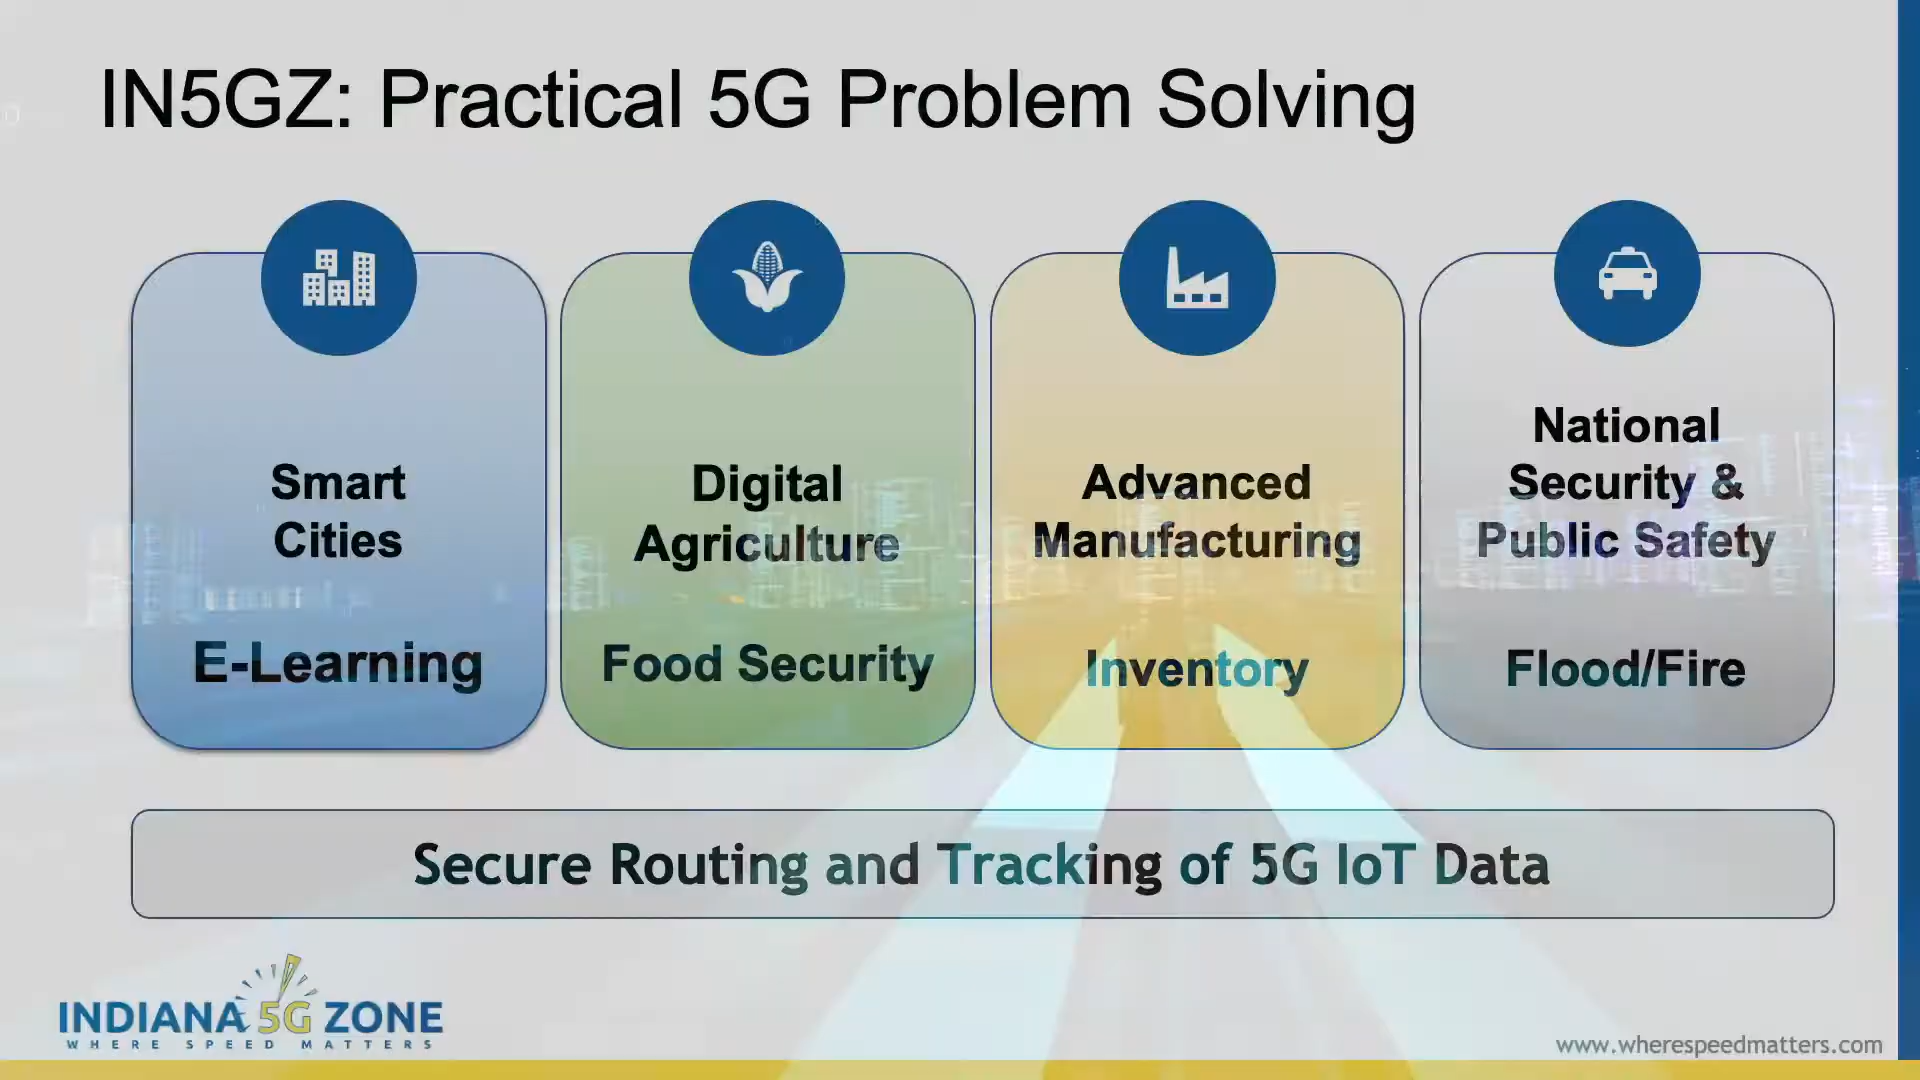 IN5GZ: Practical 5G Problem Solving
Smart
Cities
E-Learning
Digital
Agriculture
Food Security
Advanced
Manufacturing
Inventory
National
Security &
Public Safety
Flood/Fire
Secure Routing and Tracking of 5G IoT Data
INDIANA 5G ZONE
WHERE SPEED MATTERS
www.wherespeedmatters.com